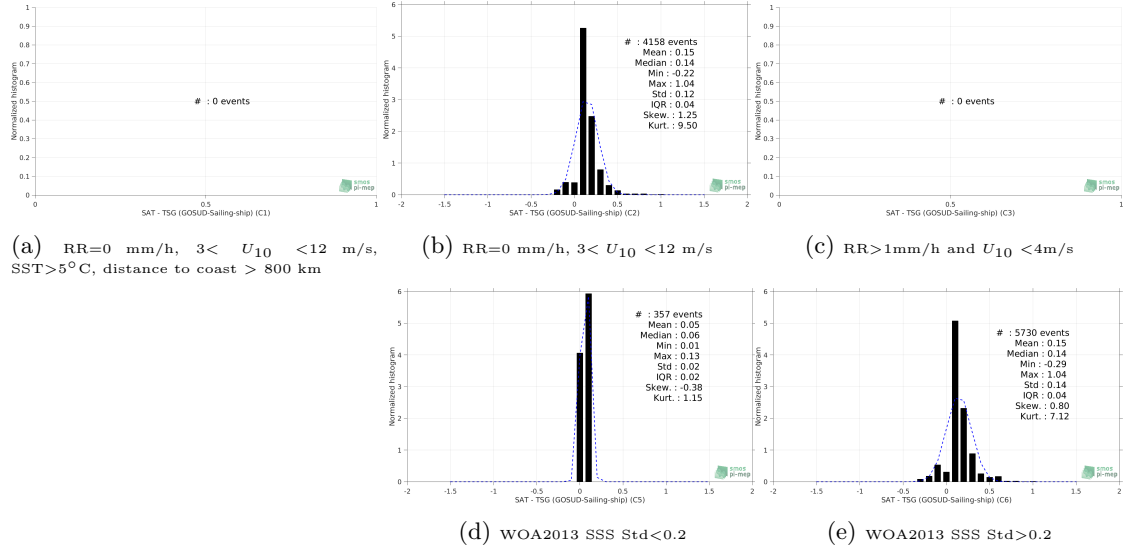 1
0.9
0.8
0.7
0.6
0.5
0.4
0.3
0.2
0.1
0
Normalized histogram
# : 0 events
smos
pi-mep
0 0.5 1
SAT - TSG (GOSUD-Sailing-ship) (C1)
(a) RR=0 mm/h, 3< U10 <12 m/s,
SST>5°C, distance to coast > 800 km
6
5
4
3
2
1
0
Normalized histogram
# : 4158 events
Mean : 0.15
Median : 0.14
Min : -0.22
Max : 1.04
Std : 0.12
IQR : 0.04
Skew. : 1.25
Kurt. : 9.50
smos
pi-mep
-2 -1.5 -1 -0.5 0 0.5 1 1.5 2
SAT - TSG (GOSUD-Sailing-ship) (C2)
(b) RR=0 mm/h, 3< U10 <12 m/s
1
0.9
0.8
0.7
0.6
0.5
0.4
0.3
0.2
0.1
0
Normalized histogram
# : 0 events
smos
pi-mep
0 0.5 1
SAT - TSG (GOSUD-Sailing-ship) (C3)
(c) RR>1mm/h and U10 <4m/s
6
5
4
3
2
1
0
Normalized histogram
# : 357 events
Mean : 0.05
Median : 0.06
Min : 0.01
Max : 0.13
Std : 0.02
IQR : 0.02
Skew. : -0.38
Kurt. : 1.15
smos
pi-mep
-2 -1.5 -1 -0.5 0 0.5 1 1.5 2
SAT - TSG (GOSUD-Sailing-ship) (C5)
(d) WOA2013 SSS Std<0.2
6
5
4
3
2
1
0
Normalized histogram
# : 5730 events
Mean : 0.15
Median : 0.14
Min : -0.29
Max : 1.04
Std : 0.14
IQR : 0.04
Skew. : 0.80
Kurt. : 7.12
smos
pi-mep
-2 -1.5 -1 -0.5 0 0.5 1 1.5 2
SAT - TSG (GOSUD-Sailing-ship) (C6)
(e) WOA2013 SSS Std>0.2